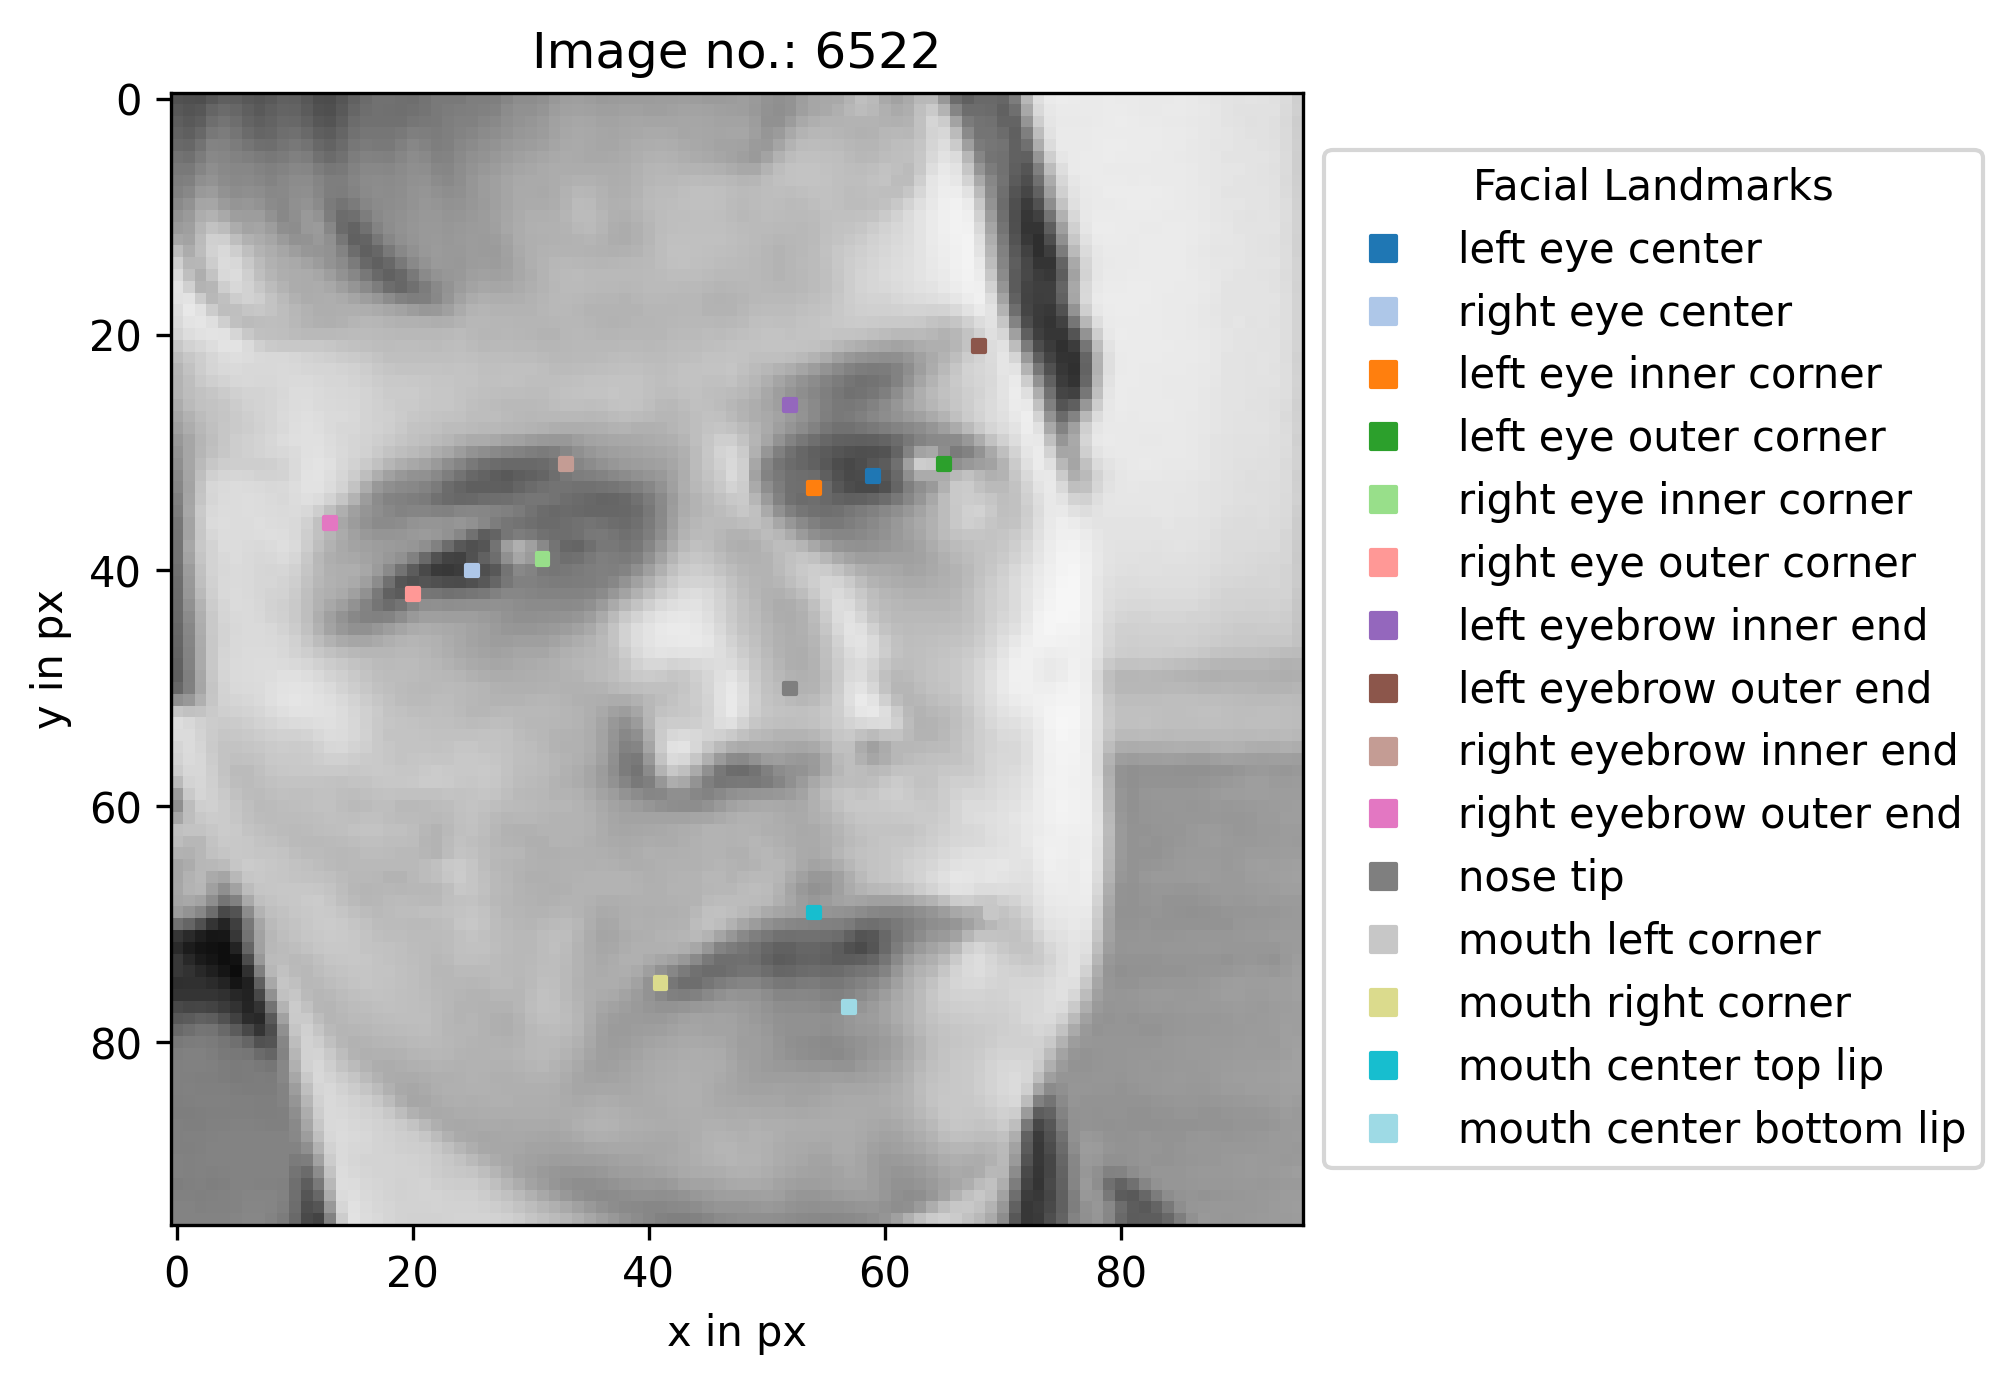 Image no.: 6522
0
20
40
60
80
y in px
0 20 40 60 80
x in px
Facial Landmarks
left eye center
right eye center
left eye inner corner
left eye outer corner
right eye inner corner
right eye outer corner
left eyebrow inner end
left eyebrow outer end
right eyebrow inner end
right eyebrow outer end
nose tip
mouth left corner
mouth right corner
mouth center top lip
mouth center bottom lip